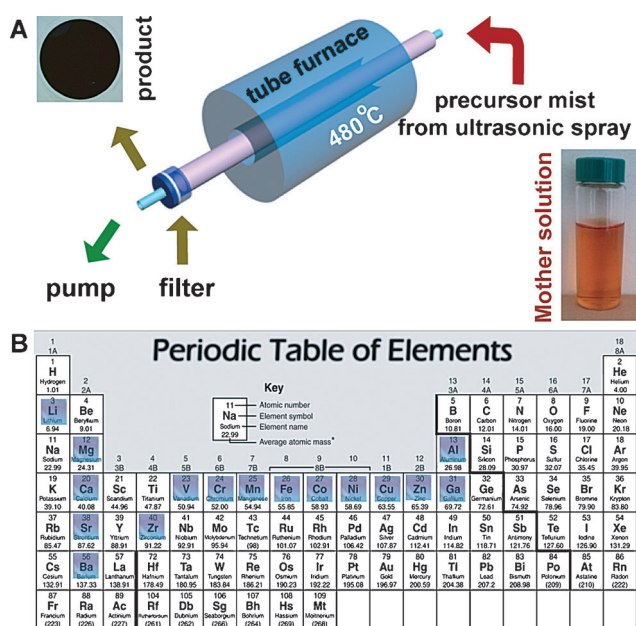 A
product
tube furnace
480°C
precursor mist
from ultrasonic spray
Mother solution
pump
filter
B
Periodic Table of Elements
1 18
1A 8A
1 2
H He
Hydrogen Helium
1.01 4.00
2 13 14 15 16 17
2A 3A 4A 5A 6A 7A
Key
11 Atomic number
Na Element symbol
Sodium Element name
22.99 Average atomic mass*
3 4 5 6 7 8 9 10
Li Be B C N O F Ne
Lithium Beryllium Boron Carbon Nitrogen Oxygen Fluorine Neon
6.94 9.01 10.81 12.01 14.01 16.00 19.00 20.18
11 12 13 14 15 16 17 18
Na Mg Al Si P S Cl Ar
Sodium Magnesium Aluminum Silicon Phosphorus Sulfur Chlorine Argon
22.99 24.31 26.98 28.09 30.97 32.07 35.45 39.95
3 4 5 6 7 8 9 10 11 12
3B 4B 5B 6B 7B 8B 1B 2B
19 20 21 22 23 24 25 26 27 28 29 30 31 32 33 34 35 36
K Ca Sc Ti V Cr Mn Fe Co Ni Cu Zn Ga Ge As Se Br Kr
Potassium Calcium Scandium Titanium Vanadium Chromium Manganese Iron Cobalt Nickel Copper Zinc Gallium Germanium Arsenic Selenium Bromine Krypton
39.10 40.08 44.96 47.87 50.94 52.00 54.94 55.85 58.93 58.69 63.55 65.39 69.72 72.61 74.92 78.96 79.90 83.80
37 38 39 40 41 42 43 44 45 46 47 48 49 50 51 52 53 54
Rb Sr Y Zr Nb Mo Tc Ru Rh Pd Ag Cd In Sn Sb Te I Xe
Rubidium Strontium Yttrium Zirconium Niobium Molybdenum Technetium Ruthenium Rhodium Palladium Silver Cadmium Indium Tin Antimony Tellurium Iodine Xenon
85.47 87.62 88.91 91.22 92.91 95.94 (98) 101.07 102.91 106.42 107.87 112.41 114.82 118.71 121.76 127.60 126.90 131.29
55 56 57 72 73 74 75 76 77 78 79 80 81 82 83 84 85 86
Cs Ba La Hf Ta W Re Os Ir Pt Au Hg Tl Pb Bi Po At Rn
Cesium Barium Lanthanum Hafnium Tantalum Tungsten Rhenium Osmium Iridium Platinum Gold Mercury Thallium Lead Bismuth Polonium Astatine Radon
132.91 137.33 138.91 178.49 180.95 183.84 186.21 190.23 192.22 195.08 196.97 200.59 204.38 207.2 208.98 (209) (210) (222)
87 88 89 104 105 106 107 108 109
Fr Ra Ac Rf Db Sg Bh Hs Mt
Francium Radium Actinium Rutherfordium Dubnium Seaborgium Bohrium Hassium Meitnerium
(223) (226) (227) (261) (262) (266) (264) (269) (268)